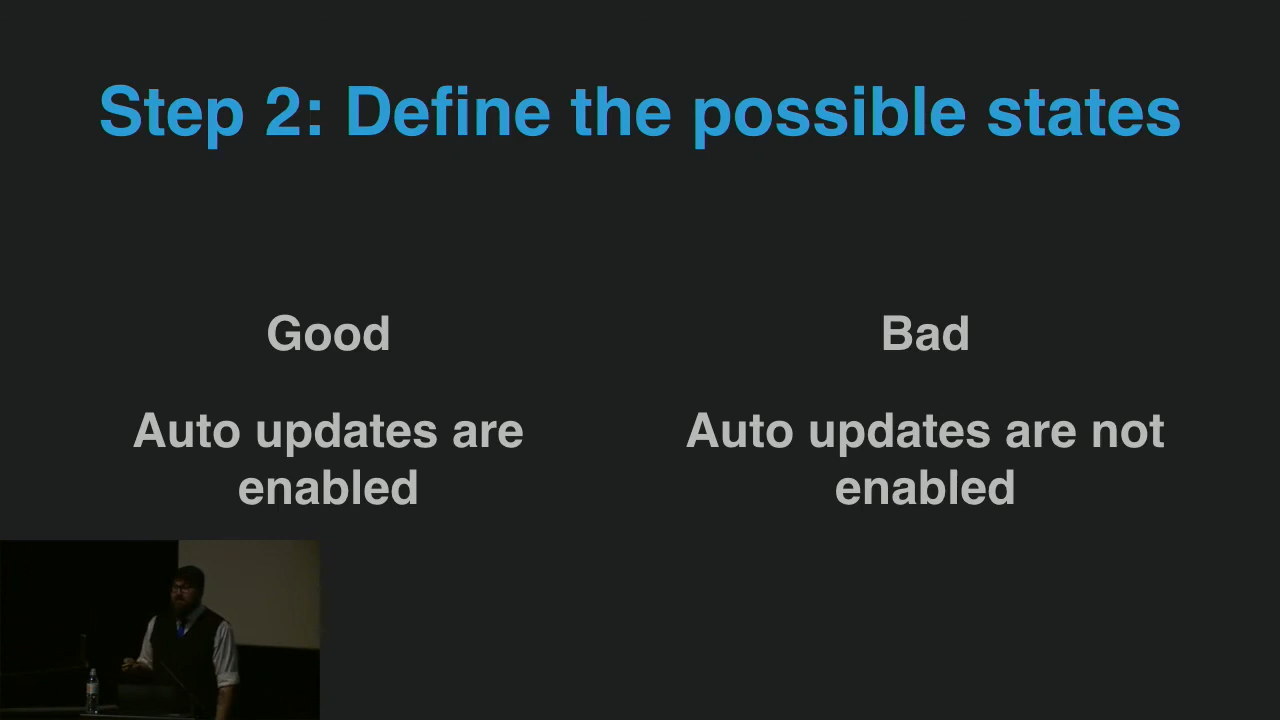 Step 2: Define the possible states
Good
Auto updates are
enabled
Bad
Auto updates are not
enabled